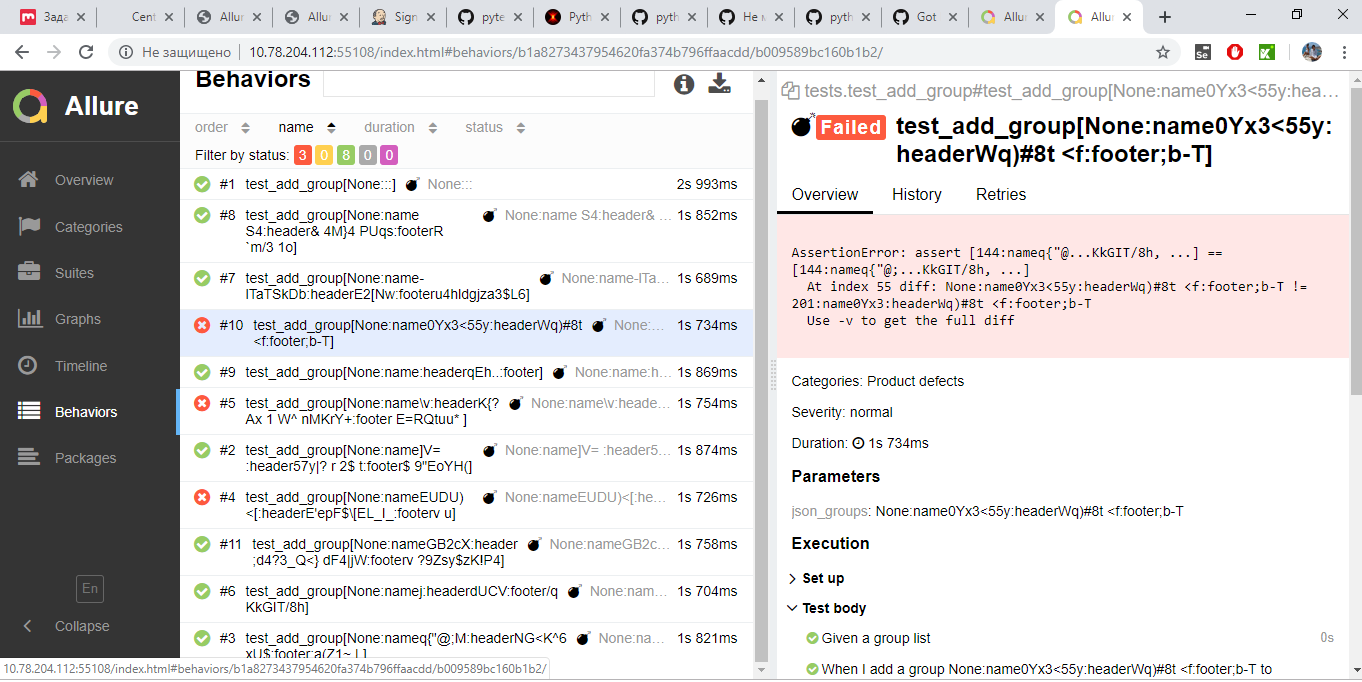 Зада
Cent
Allur
Allur
Sign
pyte
Pyth
pyth
Не м
pyth
Got
Allu
Allur
Не защищено
10.78.204.112:55108/index.html#behaviors/b1a8273437954620fa374b796ffaacdd/b009589bc160b1b2/
Allure
Overview
Categories
Suites
Graphs
Timeline
Behaviors
Packages
En
Collapse
Behaviors
order name duration status
Filter by status: 3 0 8 0 0
#1 test_add_group[None:::] None::: 2s 993ms
#8 test_add_group[None:name None:name S4:header& ... 1s 852ms
S4:header& 4M}4 PUqs:footerR
`m/3 1o]
#7 test_add_group[None:name- None:name-ITa... 1s 689ms
ITaTSkDb:headerE2[Nw:footeru4hIdgjza3$L6]
#10 test_add_group[None:name0Yx3<55y:headerWq)#8t None:... 1s 734ms
<f:footer;b-T]
#9 test_add_group[None:name:headerqEh..:footer] None:name:h... 1s 869ms
#5 test_add_group[None:name\v:headerK{? None:name\v:heade... 1s 754ms
Ax 1 W^ nMKrY+:footer E=RQtuu* ]
#2 test_add_group[None:name]V= None:name]V= :header5... 1s 874ms
:header57y|? r 2$ t:footer$ 9"EoYH(]
#4 test_add_group[None:nameEUDU) None:nameEUDU)<[:he... 1s 726ms
<[:headerE'epF$\[EL_I_:footerv u]
#11 test_add_group[None:nameGB2cX:header None:nameGB2c... 1s 758ms
;d4?3_Q<} dF4|jW:footerv ?9Zsy$zK!P4]
#6 test_add_group[None:namej:headerdUCV:footer/q None:nam... 1s 704ms
KkGIT/8h]
#3 test_add_group[None:nameq{"@;M:headerNG<K^6 None:na... 1s 821ms
xU$:footer:a(Z1~ I ]
10.78.204.112:55108/index.html#behaviors/b1a8273437954620fa374b796ffaacdd/b009589bc160b1b2/
tests.test_add_group#test_add_group[None:name0Yx3<55y:hea...
Failed test_add_group[None:name0Yx3<55y:
headerWq)#8t <f:footer;b-T]
Overview History Retries
AssertionError: assert [144:nameq{"@...KkGIT/8h, ...] ==
[144:nameq{"@;...KkGIT/8h, ...]
At index 55 diff: None:name0Yx3<55y:headerWq)#8t <f:footer;b-T !=
201:name0Yx3:headerWq)#8t <f:footer;b-T
Use -v to get the full diff
Categories: Product defects
Severity: normal
Duration: 1s 734ms
Parameters
json_groups: None:name0Yx3<55y:headerWq)#8t <f:footer;b-T
Execution
Set up
Test body
Given a group list 0s
When I add a group None:name0Yx3<55y:headerWq)#8t <f:footer;b-T to